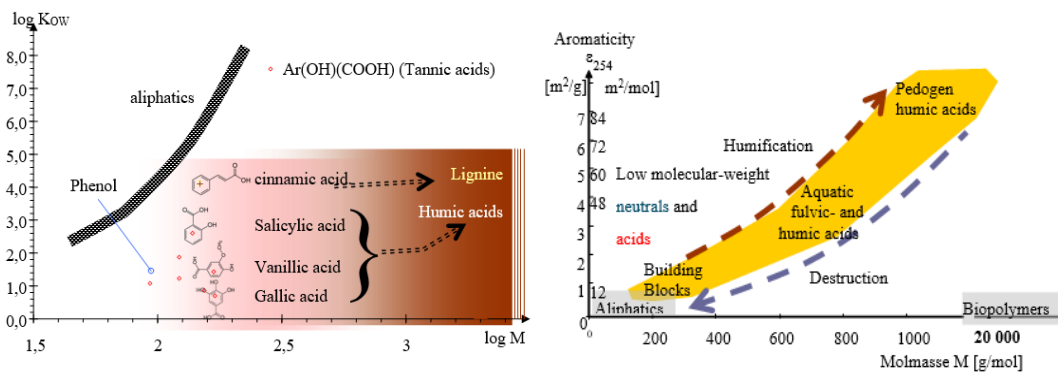 log Kow
8,0
7,0
6,0
5,0
4,0
3,0
2,0
1,0
0,0
1,5
2
2,5
3
log M
3,5
Ar(OH)(COOH) (Tannic acids)
aliphatics
Phenol
cinnamic acid
Lignine
Humic acids
Salicylic acid
Vanillic acid
Gallic acid
Aromaticity
ε254
[m²/g]
m²/mol]
7 84
6 72
5 60
4 48
3
2
1 12
0
0
200
400
600
800
1000
20 000
Molmasse M [g/mol]
Pedogen
humic acids
Humification
Low molecular-weight
neutrals and
acids
Aquatic
fulvic- and
humic acids
Building
Blocks
Destruction
Aliphatics
Biopolymers